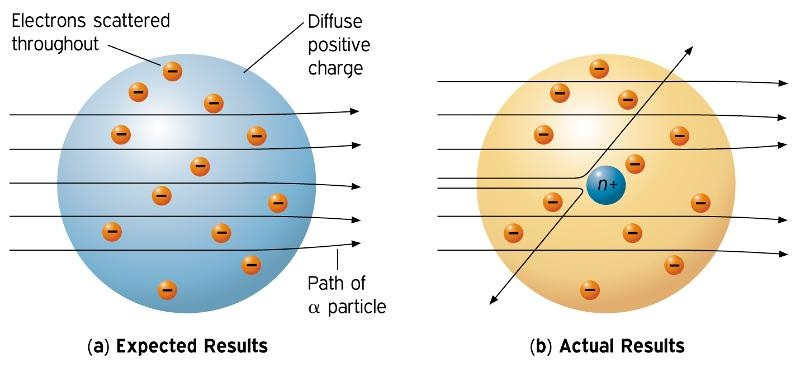 Electrons scattered
throughout
Diffuse
positive
charge
− − − − − − − − − − − −
Path of
α particle
(a) Expected Results
n+
− − − − − − − − − − − −
(b) Actual Results